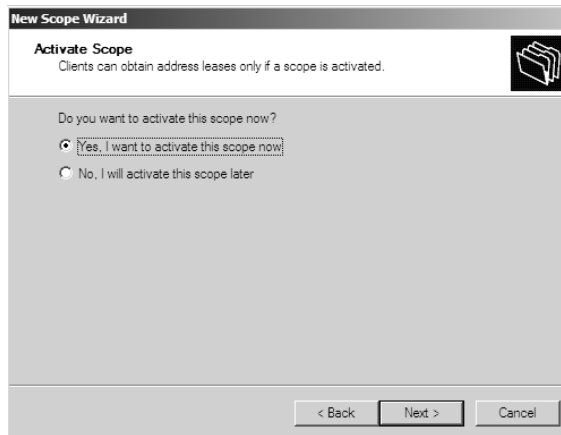 New Scope Wizard
Activate Scope
Clients can obtain address leases only if a scope is activated.
Do you want to activate this scope now?
Yes, I want to activate this scope now
No, I will activate this scope later
< Back
Next >
Cancel